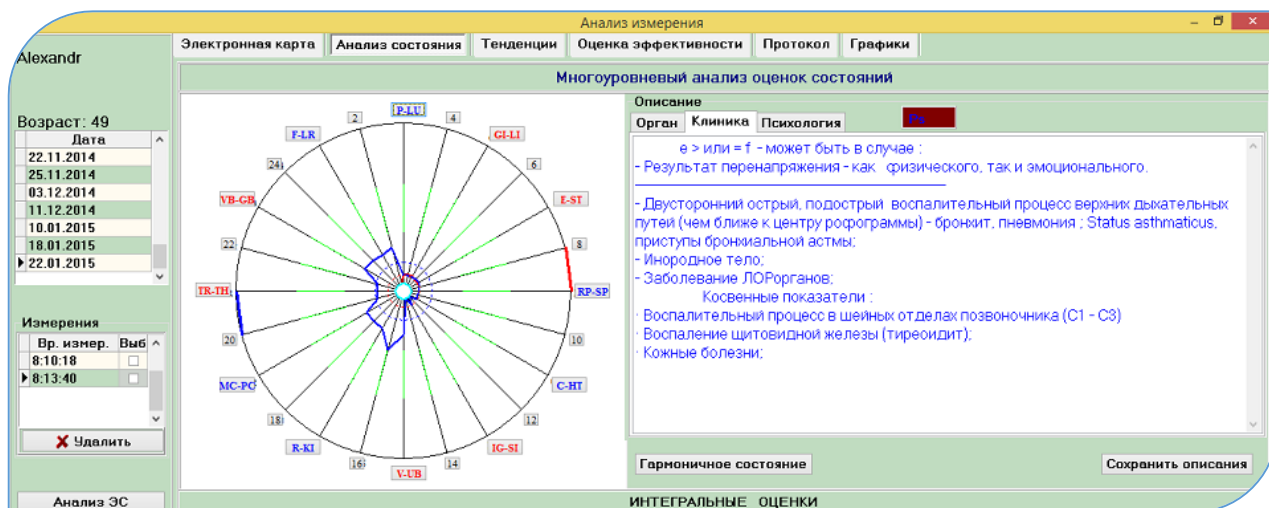 Анализ измерения
Alexandr
Возраст: 49
Дата
22.11.2014
25.11.2014
03.12.2014
11.12.2014
10.01.2015
18.01.2015
22.01.2015
Измерения
Вр. измер. Выб
8:10:18
8:13:40
Удалить
Анализ ЭС
Электронная карта Анализ состояния Тенденции Оценка эффективности Протокол Графики
Многоуровневый анализ оценок состояний
P-LU
4
GI-LI
6
E-ST
8
RP-SP
10
C-HT
12
IG-SI
14
V-UB
16
R-KI
18
MC-PC
20
TR-TH
22
VB-GB
24
F-LR
2
Описание
Орган Клиника Психология
e > или = f - может быть в случае :
- Результат перенапряжения - как физического, так и эмоционального.
- Двусторонний острый, подострый воспалительный процесс верхних дыхательных
путей (чем ближе к центру рофограммы) - бронхит, пневмония ; Status asthmaticus,
приступы бронхиальной астмы;
- Инородное тело;
- Заболевание ЛОРорганов;
Косвенные показатели :
· Воспалительный процесс в шейных отделах позвоночника (С1 - С3)
· Воспаление щитовидной железы (тиреоидит);
· Кожные болезни;
Гармоничное состояние
Сохранить описания
ИНТЕГРАЛЬНЫЕ ОЦЕНКИ